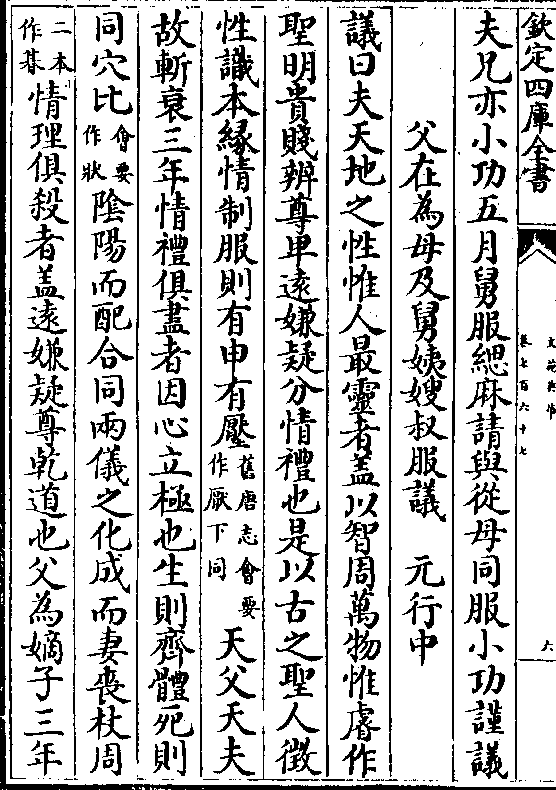 欽定四庫全書
文苑英華
卷七百六十七
六
夫兄亦小功五月舅服緦麻請與從母同服小功謹議
父在為母及舅姨嫂叔服議 元行中
議曰夫天地之性惟人最靈者蓋以智周萬物惟睿作
聖明貴賤辨尊卑遠嫌疑分情禮也是以古之聖人徴
性識本緣情制服則有申有壓舊唐志會要作厭下同天父天夫
故斬衰三年情禮俱盡者因心立極也生則齊體死則
同穴比會要作狀陰陽而配合同兩儀之化成而妻喪杖周
二本作朞情理俱殺者蓋遠嫌疑尊乾道也父為嫡子三年